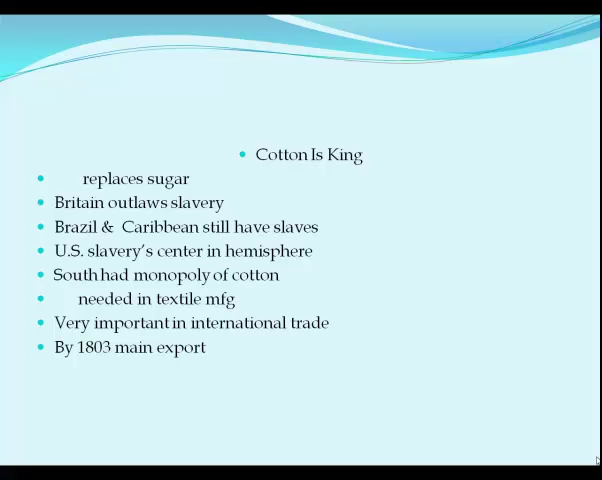 • Cotton Is King
• replaces sugar
• Britain outlaws slavery
• Brazil & Caribbean still have slaves
• U.S. slavery's center in hemisphere
• South had monopoly of cotton
• needed in textile mfg
• Very important in international trade
• By 1803 main export